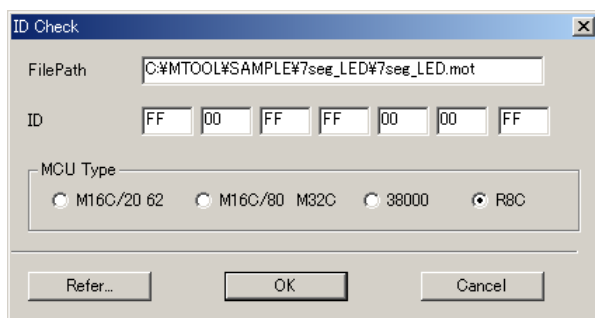 ID Check
FilePath C:¥MTOOL¥SAMPLE¥7seg_LED¥7seg_LED.mot
ID FF 00 FF FF 00 00 FF
MCU Type
M16C/20 62 M16C/80 M32C 38000 R8C
Refer... OK Cancel